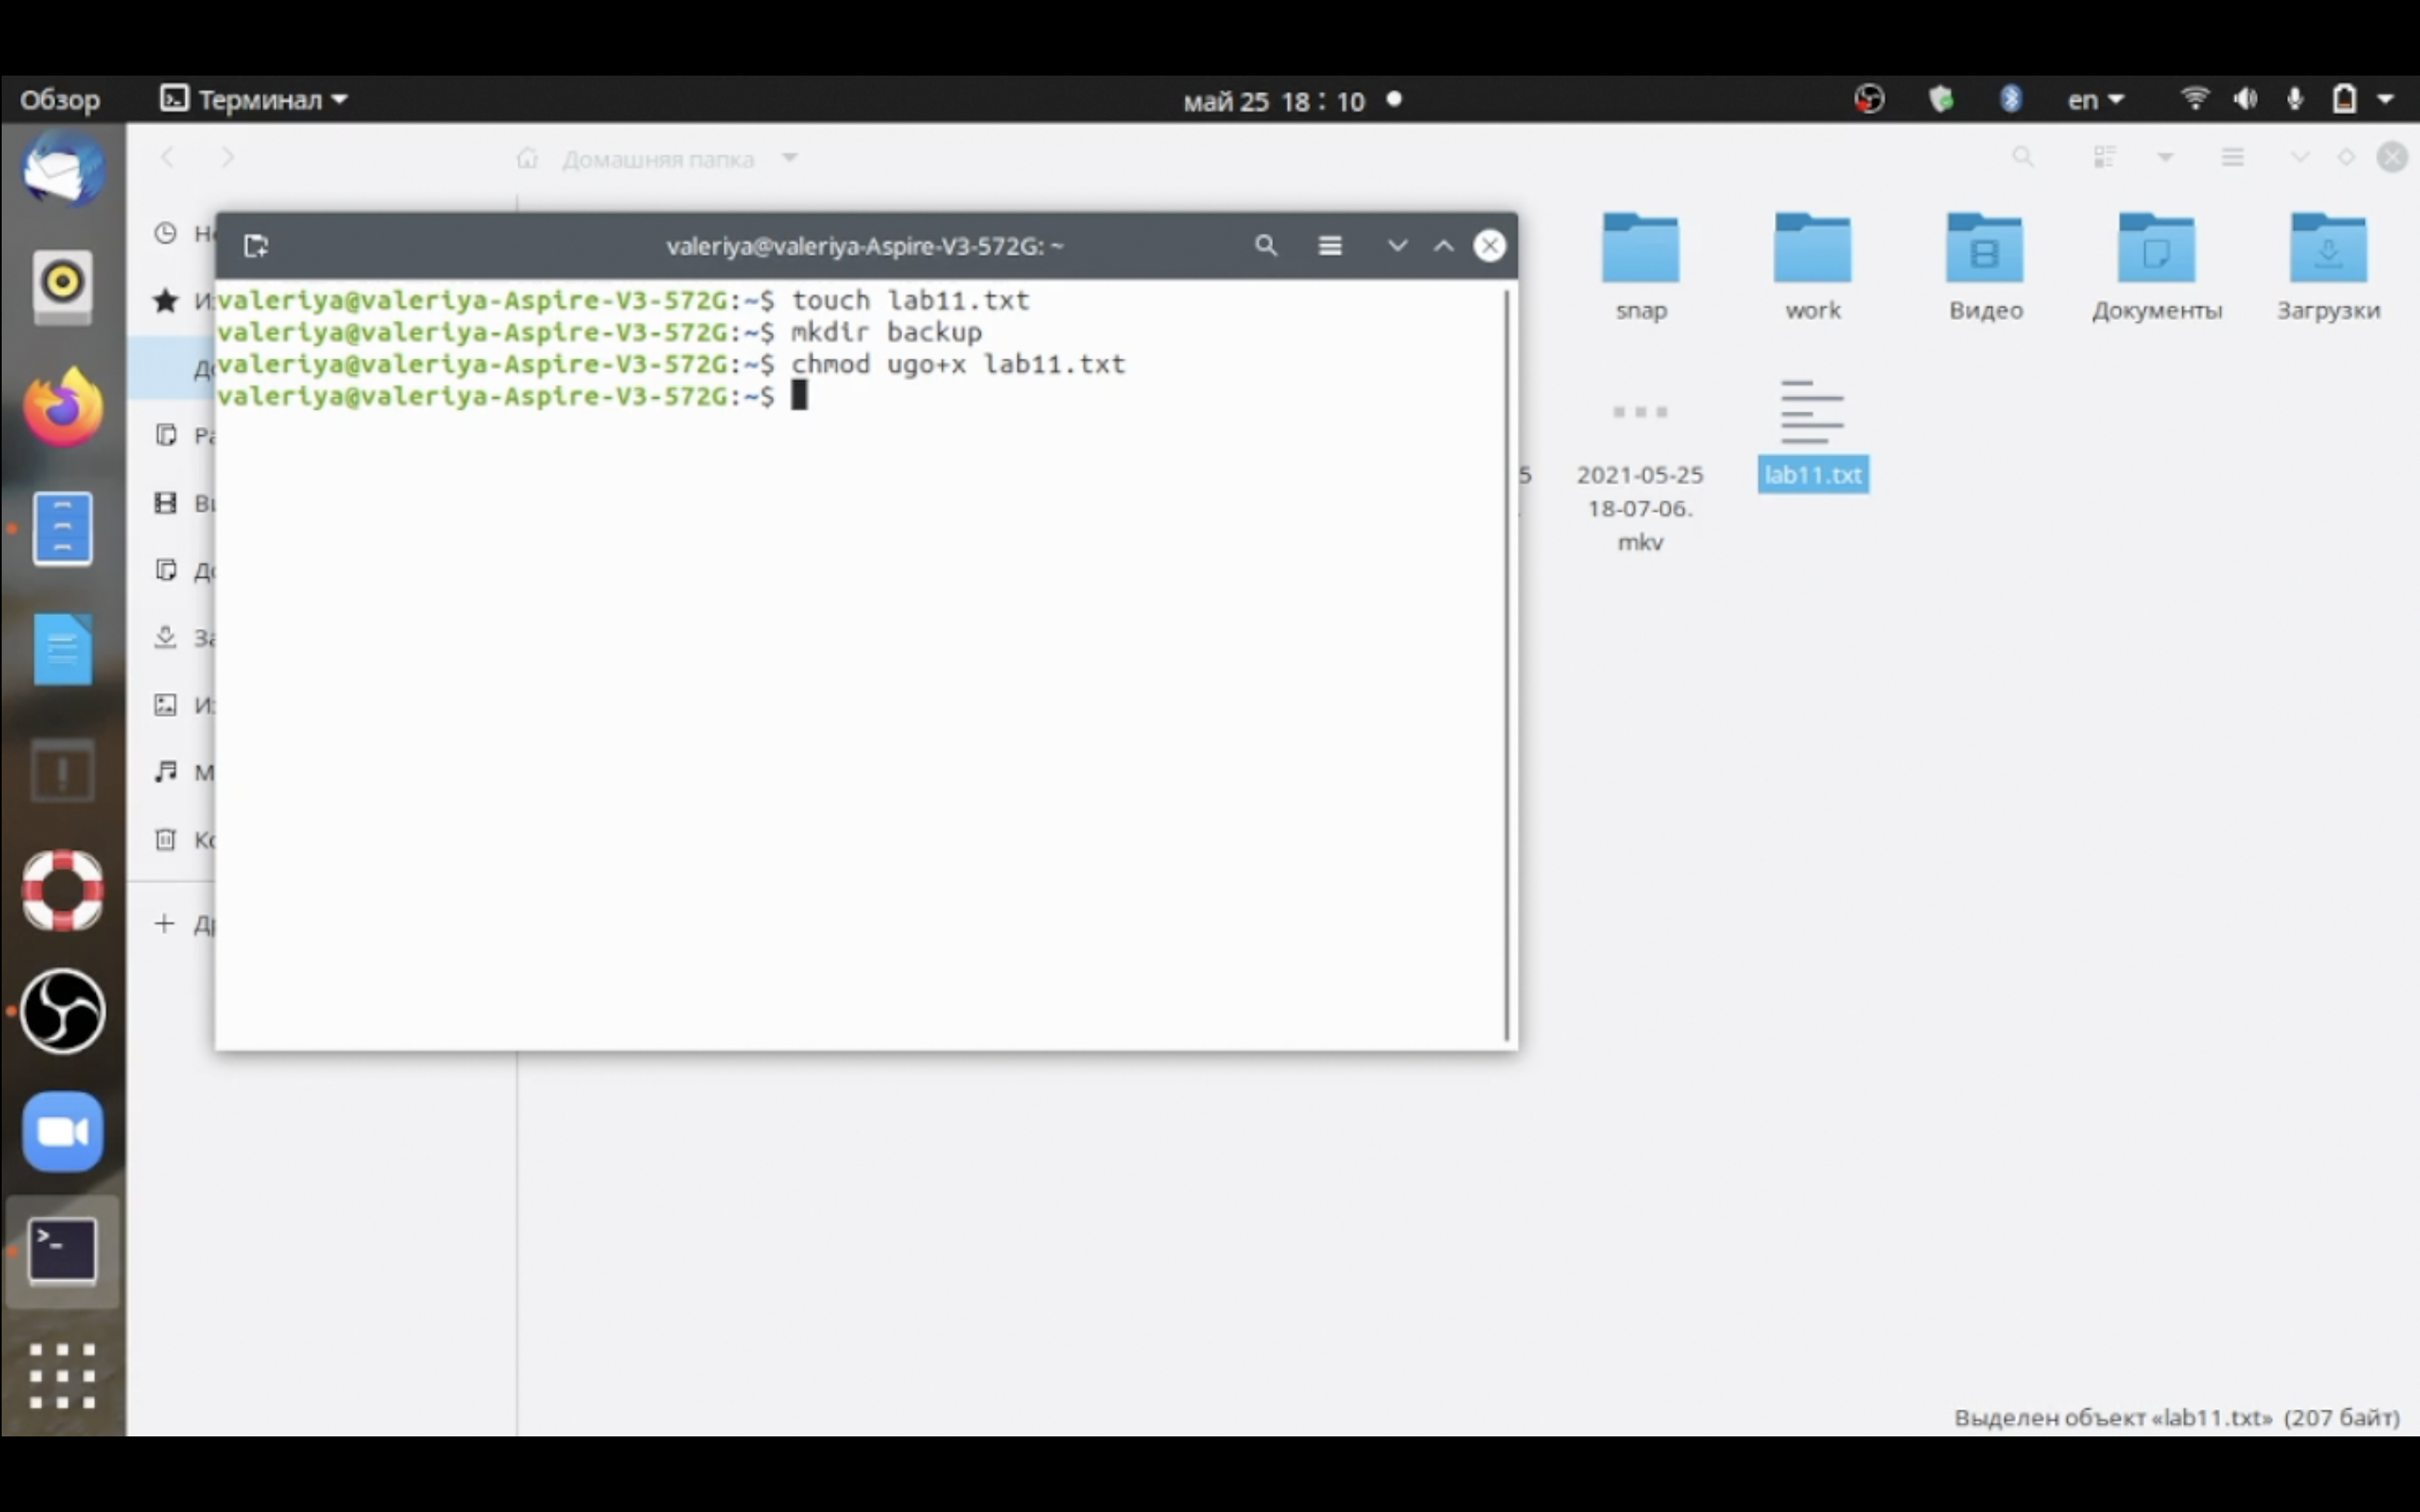 Обзор Терминал май 25 18:10 en
Домашняя папка
valeriya@valeriya-Aspire-V3-572G: ~
valeriya@valeriya-Aspire-V3-572G:~$ touch lab11.txt
valeriya@valeriya-Aspire-V3-572G:~$ mkdir backup
valeriya@valeriya-Aspire-V3-572G:~$ chmod ugo+x lab11.txt
valeriya@valeriya-Aspire-V3-572G:~$
snap work Видео Документы Загрузки
2021-05-25
18-07-06.
mkv
lab11.txt
Выделен объект «lab11.txt» (207 байт)